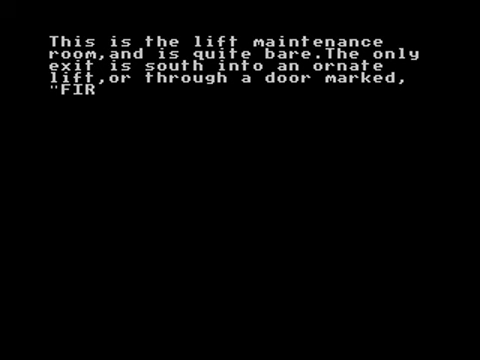 This is the lift maintenance
room,and is quite bare.The only
exit is south into an ornate
lift,or through a door marked,
"FIR